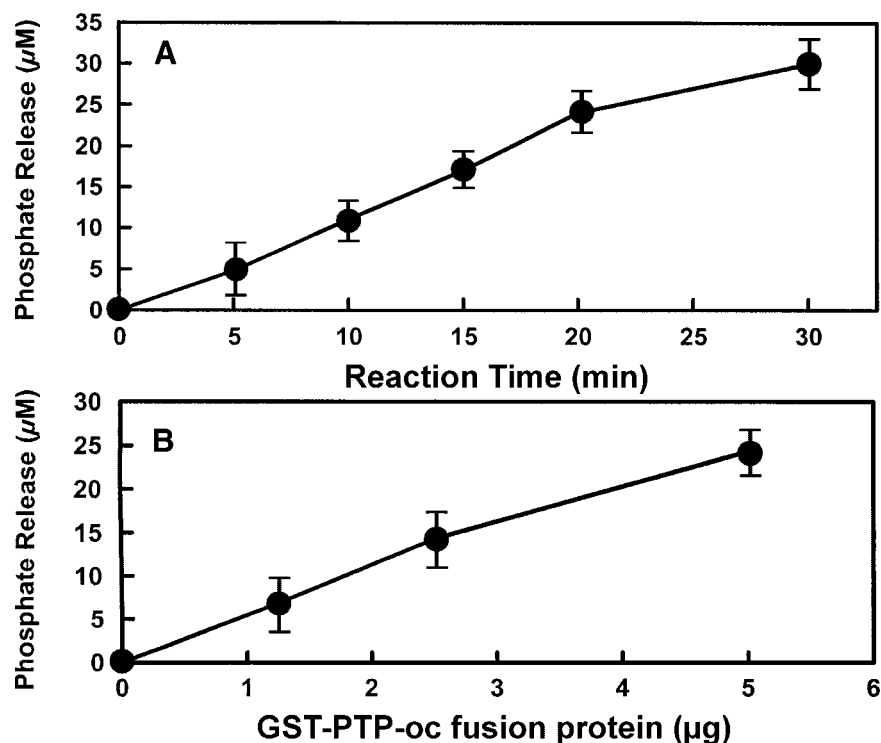 A
Phosphate Release (µM)
35
30
25
20
15
10
5
0
0 5 10 15 20 25 30
Reaction Time (min)
B
Phosphate Release (µM)
30
25
20
15
10
5
0
0 1 2 3 4 5 6
GST-PTP-oc fusion protein (µg)